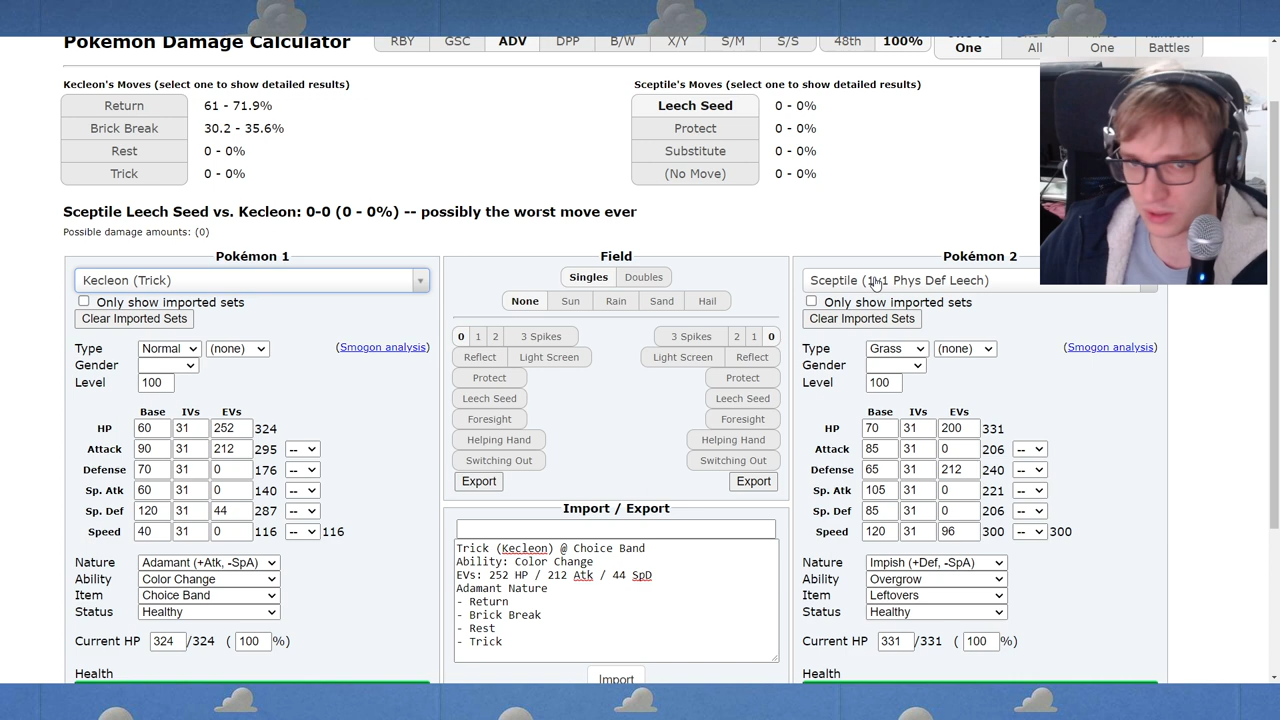 Pokemon Damage Calculator
RBY GSC ADV DPP B/W X/Y S/M S/S 48th 100% One All One Battles
Kecleon's Moves (select one to show detailed results)
Return 61 - 71.9%
Brick Break 30.2 - 35.6%
Rest 0 - 0%
Trick 0 - 0%
Sceptile's Moves (select one to show detailed results)
Leech Seed 0 - 0%
Protect 0 - 0%
Substitute 0 - 0%
(No Move) 0 - 0%
Sceptile Leech Seed vs. Kecleon: 0-0 (0 - 0%) -- possibly the worst move ever
Possible damage amounts: (0)
Pokémon 1
Kecleon (Trick)
Only show imported sets
Clear Imported Sets
Type Normal (none) (Smogon analysis)
Gender
Level 100
Base IVs EVs
HP 60 31 252 324
Attack 90 31 212 295 --
Defense 70 31 0 176 --
Sp. Atk 60 31 0 140 --
Sp. Def 120 31 44 287 --
Speed 40 31 0 116 -- 116
Nature Adamant (+Atk, -SpA)
Ability Color Change
Item Choice Band
Status Healthy
Current HP 324 /324 ( 100 %)
Health
Field
Singles Doubles
None Sun Rain Sand Hail
0 1 2 3 Spikes 3 Spikes 2 1 0
Reflect Light Screen Light Screen Reflect
Protect Protect
Leech Seed Leech Seed
Foresight Foresight
Helping Hand Helping Hand
Switching Out Switching Out
Export Export
Import / Export
Trick (Kecleon) @ Choice Band
Ability: Color Change
EVs: 252 HP / 212 Atk / 44 SpD
Adamant Nature
- Return
- Brick Break
- Rest
- Trick
Import
Pokémon 2
Sceptile (1v1 Phys Def Leech)
Only show imported sets
Clear Imported Sets
Type Grass (none) (Smogon analysis)
Gender
Level 100
Base IVs EVs
HP 70 31 200 331
Attack 85 31 0 206 --
Defense 65 31 212 240 --
Sp. Atk 105 31 0 221 --
Sp. Def 85 31 0 206 --
Speed 120 31 96 300 -- 300
Nature Impish (+Def, -SpA)
Ability Overgrow
Item Leftovers
Status Healthy
Current HP 331 /331 ( 100 %)
Health